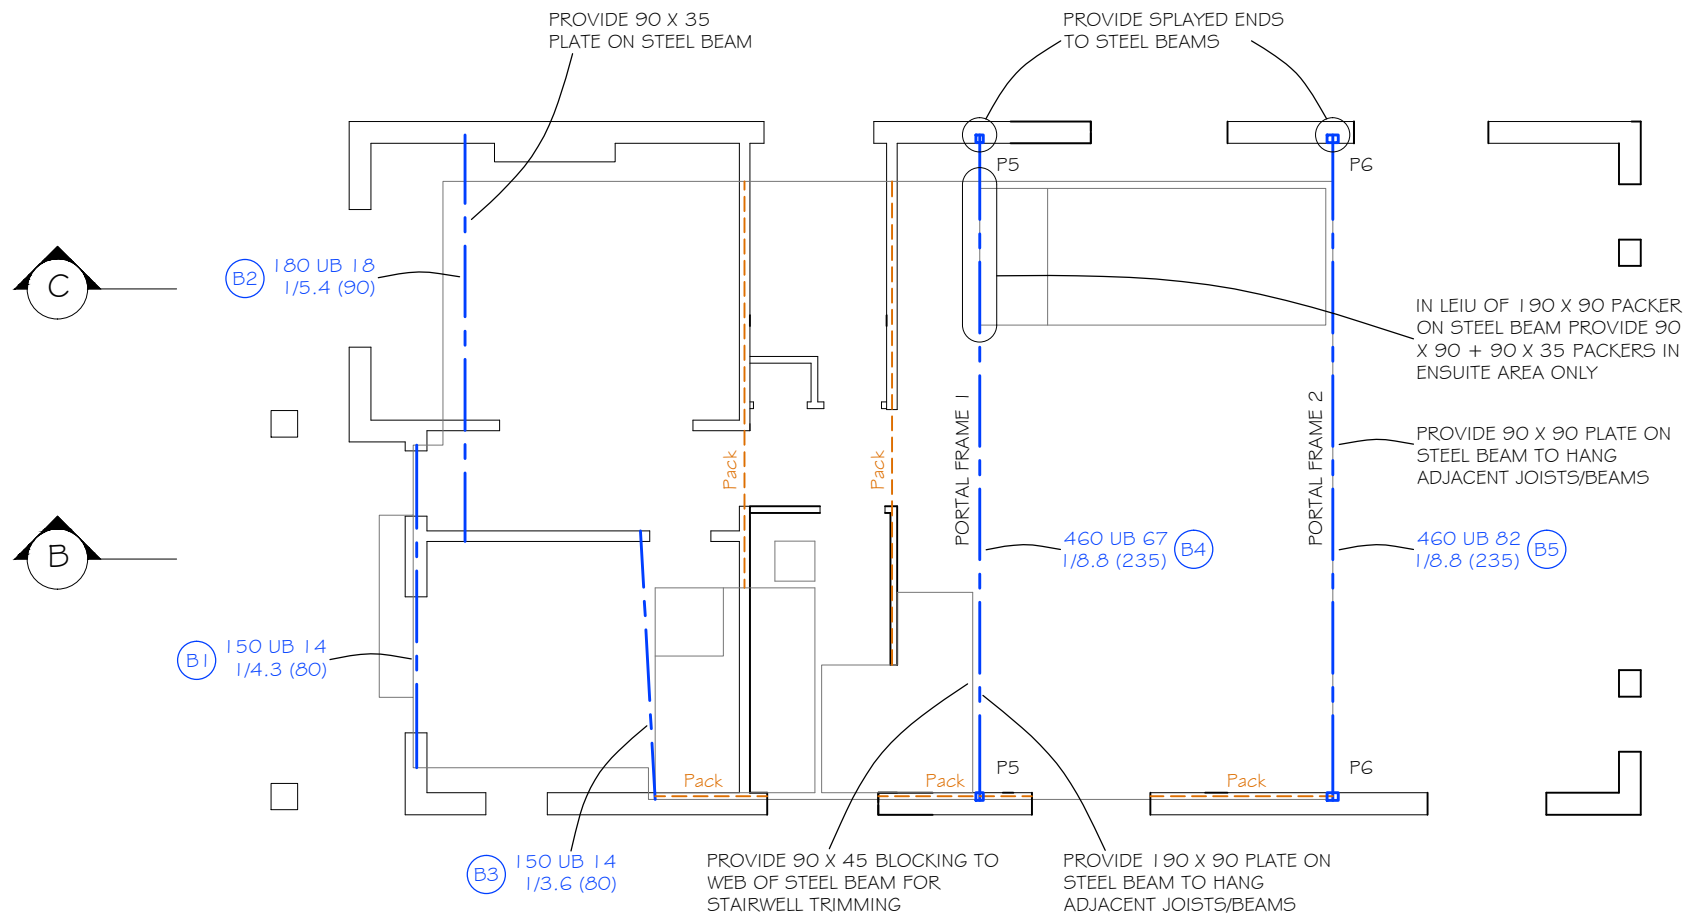 PROVIDE 90 X 35
PLATE ON STEEL BEAM
PROVIDE SPLAYED ENDS
TO STEEL BEAMS
P5
P6
C
B2
180 UB 18
1/5.4 (90)
IN LEIU OF 190 X 90 PACKER
ON STEEL BEAM PROVIDE 90
X 90 + 90 X 35 PACKERS IN
ENSUITE AREA ONLY
PORTAL FRAME 1
PORTAL FRAME 2
PROVIDE 90 X 90 PLATE ON
STEEL BEAM TO HANG
ADJACENT JOISTS/BEAMS
Pack
Pack
B
460 UB 67
1/8.8 (235)
B4
460 UB 82
1/8.8 (235)
B5
B1
150 UB 14
1/4.3 (80)
Pack
Pack
P5
Pack
P6
B3
150 UB 14
1/3.6 (80)
PROVIDE 90 X 45 BLOCKING TO
WEB OF STEEL BEAM FOR
STAIRWELL TRIMMING
PROVIDE 190 X 90 PLATE ON
STEEL BEAM TO HANG
ADJACENT JOISTS/BEAMS